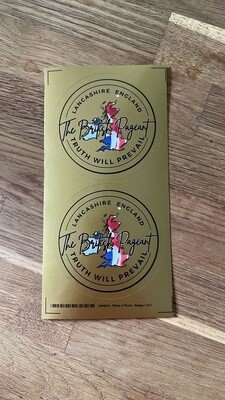 LANCASHIRE ENGLAND
The British Pageant
TRUTH WILL PREVAIL
LANCASHIRE ENGLAND
The British Pageant
TRUTH WILL PREVAIL